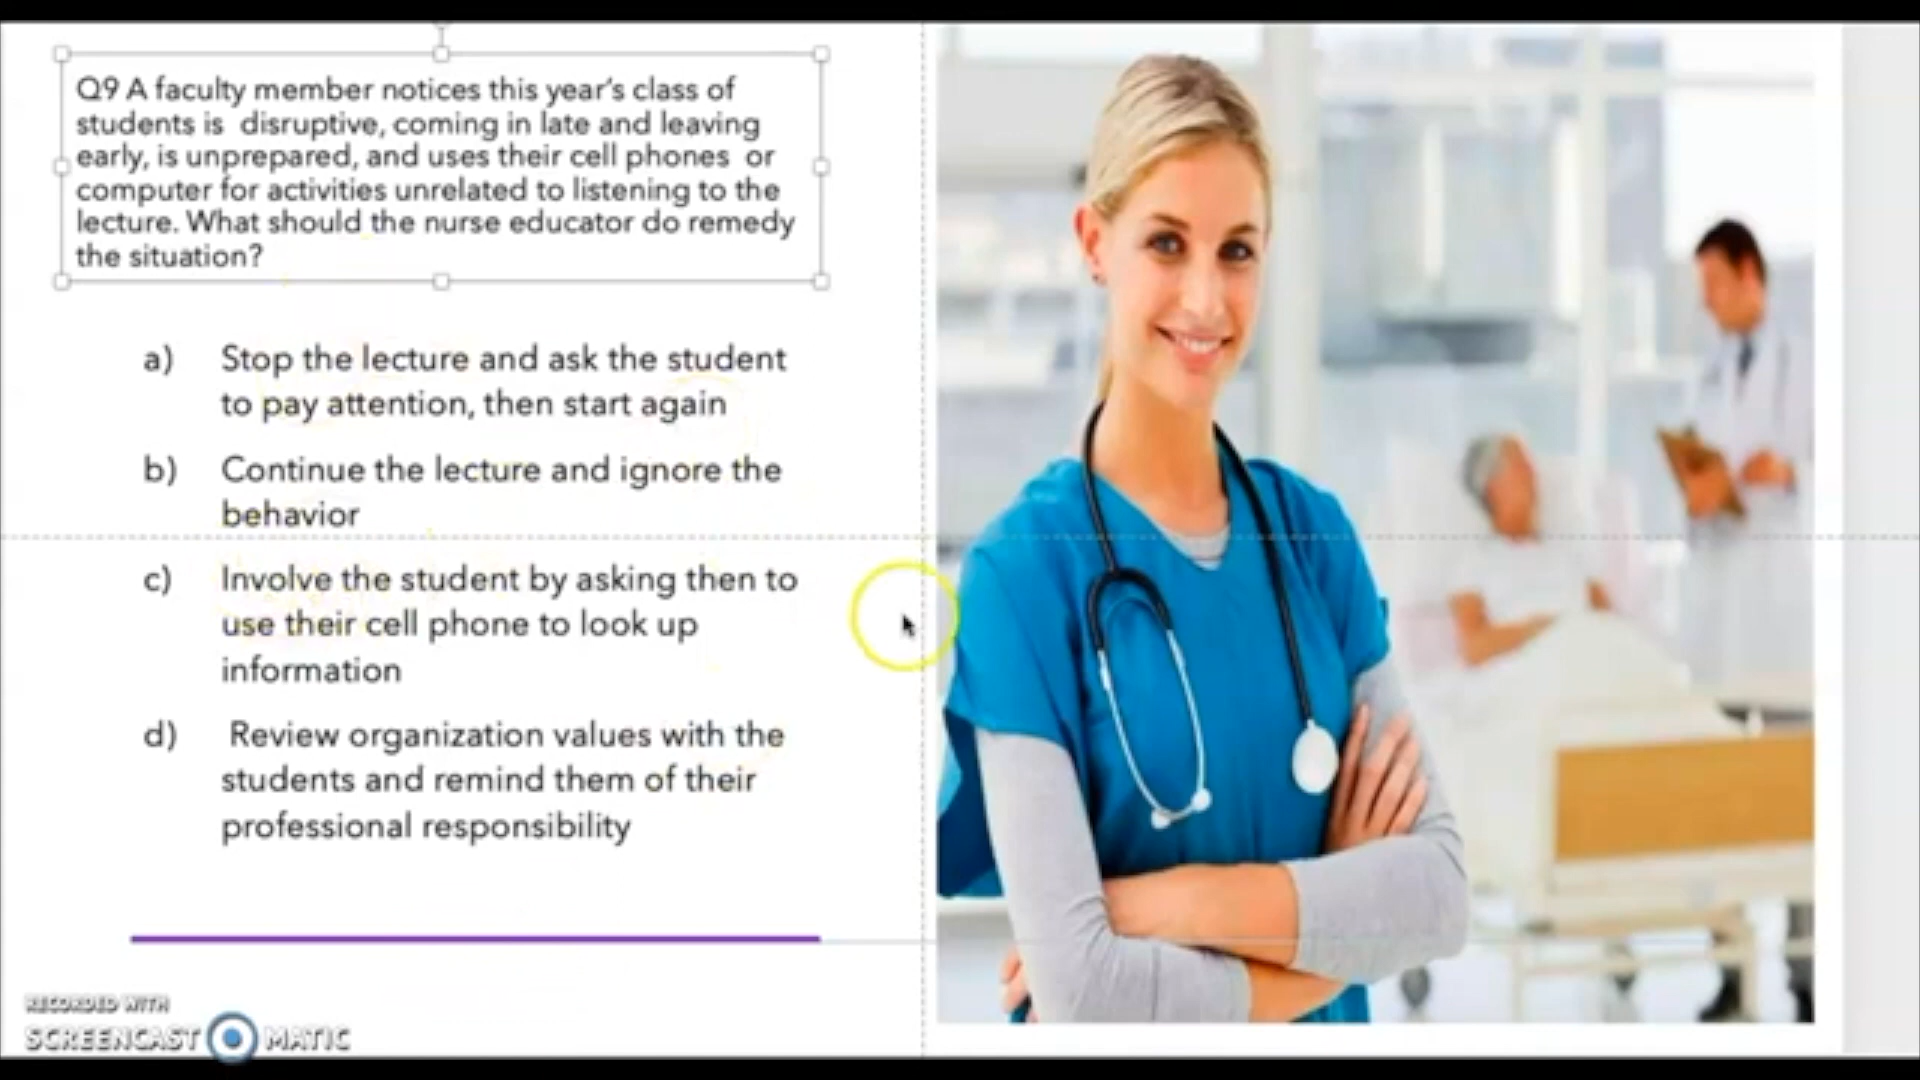 Q9 A faculty member notices this year's class of
students is disruptive, coming in late and leaving
early, is unprepared, and uses their cell phones or
computer for activities unrelated to listening to the
lecture. What should the nurse educator do remedy
the situation?
a) Stop the lecture and ask the student
to pay attention, then start again
b) Continue the lecture and ignore the
behavior
c) Involve the student by asking then to
use their cell phone to look up
information
d) Review organization values with the
students and remind them of their
professional responsibility
RECORDED WITH
SCREENCAST MATIC